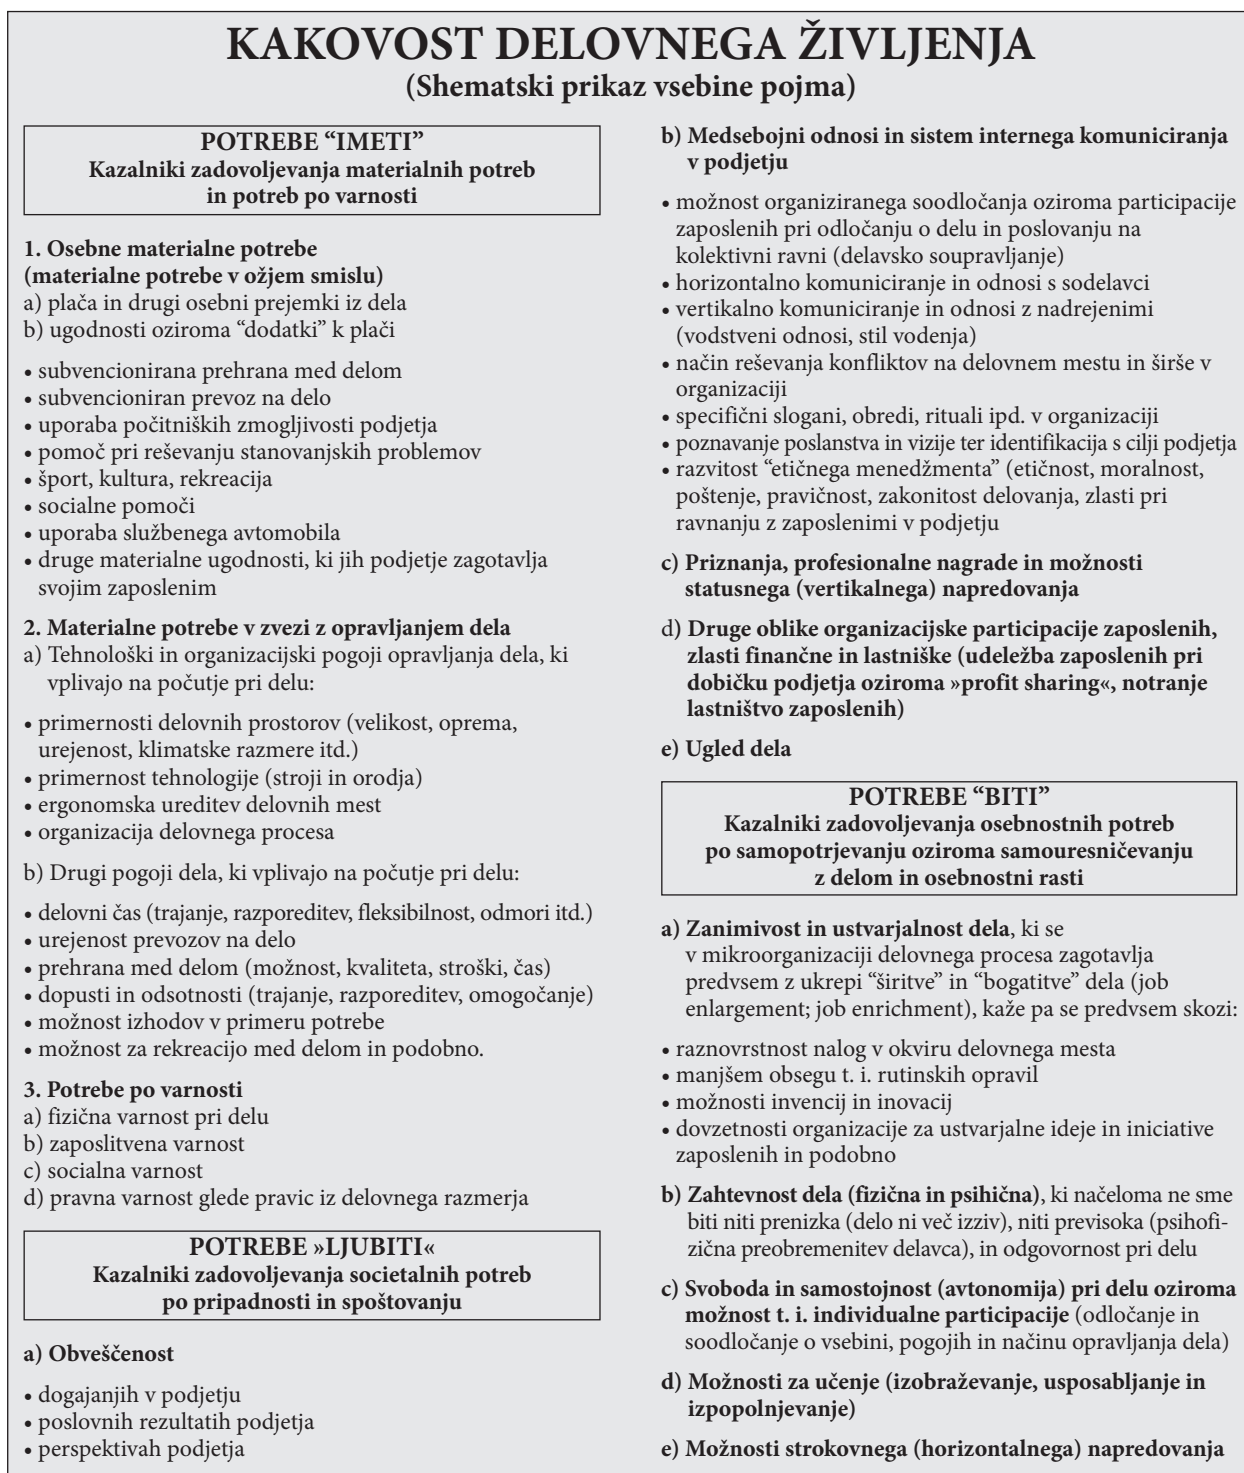 KAKOVOST DELOVNEGA ŽIVLJENJA
(Shematski prikaz vsebine pojma)
POTREBE “IMETI”
Kazalniki zadovoljevanja materialnih potreb
in potreb po varnosti
1. Osebne materialne potrebe
(materialne potrebe v ožjem smislu)
a) plača in drugi osebni prejemki iz dela
b) ugodnosti oziroma “dodatki” k plači
• subvencionirana prehrana med delom
• subvencioniran prevoz na delo
• uporaba počitniških zmogljivosti podjetja
• pomoč pri reševanju stanovanjskih problemov
• šport, kultura, rekreacija
• socialne pomoči
• uporaba službenega avtomobila
• druge materialne ugodnosti, ki jih podjetje zagotavlja
svojim zaposlenim
2. Materialne potrebe v zvezi z opravljanjem dela
a) Tehnološki in organizacijski pogoji opravljanja dela, ki
vplivajo na počutje pri delu:
• primernosti delovnih prostorov (velikost, oprema,
urejenost, klimatske razmere itd.)
• primernost tehnologije (stroji in orodja)
• ergonomska ureditev delovnih mest
• organizacija delovnega procesa
b) Drugi pogoji dela, ki vplivajo na počutje pri delu:
• delovni čas (trajanje, razporeditev, fleksibilnost, odmori itd.)
• urejenost prevozov na delo
• prehrana med delom (možnost, kvaliteta, stroški, čas)
• dopusti in odsotnosti (trajanje, razporeditev, omogočanje)
• možnost izhodov v primeru potrebe
• možnost za rekreacijo med delom in podobno.
3. Potrebe po varnosti
a) fizična varnost pri delu
b) zaposlitvena varnost
c) socialna varnost
d) pravna varnost glede pravic iz delovnega razmerja
POTREBE »LJUBITI«
Kazalniki zadovoljevanja societalnih potreb
po pripadnosti in spoštovanju
a) Obveščenost
• dogajanjih v podjetju
• poslovnih rezultatih podjetja
• perspektivah podjetja
b) Medsebojni odnosi in sistem internega komuniciranja
v podjetju
• možnost organiziranega soodločanja oziroma participacije
zaposlenih pri odločanju o delu in poslovanju na
kolektivni ravni (delavsko soupravljanje)
• horizontalno komuniciranje in odnosi s sodelavci
• vertikalno komuniciranje in odnosi z nadrejenimi
(vodstveni odnosi, stil vodenja)
• način reševanja konfliktov na delovnem mestu in širše v
organizaciji
• specifični slogani, obredi, rituali ipd. v organizaciji
• poznavanje poslanstva in vizije ter identifikacija s cilji podjetja
• razvitost “etičnega menedžmenta” (etičnost, moralnost,
poštenje, pravičnost, zakonitost delovanja, zlasti pri
ravnanju z zaposlenimi v podjetju
c) Priznanja, profesionalne nagrade in možnosti
statusnega (vertikalnega) napredovanja
d) Druge oblike organizacijske participacije zaposlenih,
zlasti finančne in lastniške (udeležba zaposlenih pri
dobičku podjetja oziroma »profit sharing«, notranje
lastništvo zaposlenih)
e) Ugled dela
POTREBE “BITI”
Kazalniki zadovoljevanja osebnostnih potreb
po samopotrjevanju oziroma samouresničevanju
z delom in osebnostni rasti
a) Zanimivost in ustvarjalnost dela, ki se
v mikroorganizaciji delovnega procesa zagotavlja
predvsem z ukrepi “širitve” in “bogatitve” dela (job
enlargement; job enrichment), kaže pa se predvsem skozi:
• raznovrstnost nalog v okviru delovnega mesta
• manjšem obsegu t. i. rutinskih opravil
• možnosti invencij in inovacij
• dovzetnosti organizacije za ustvarjalne ideje in iniciative
zaposlenih in podobno
b) Zahtevnost dela (fizična in psihična), ki načeloma ne sme
biti niti prenizka (delo ni več izziv), niti previsoka (psihofi-
zična preobremenitev delavca), in odgovornost pri delu
c) Svoboda in samostojnost (avtonomija) pri delu oziroma
možnost t. i. individualne participacije (odločanje in
soodločanje o vsebini, pogojih in načinu opravljanja dela)
d) Možnosti za učenje (izobraževanje, usposabljanje in
izpopolnjevanje)
e) Možnosti strokovnega (horizontalnega) napredovanja